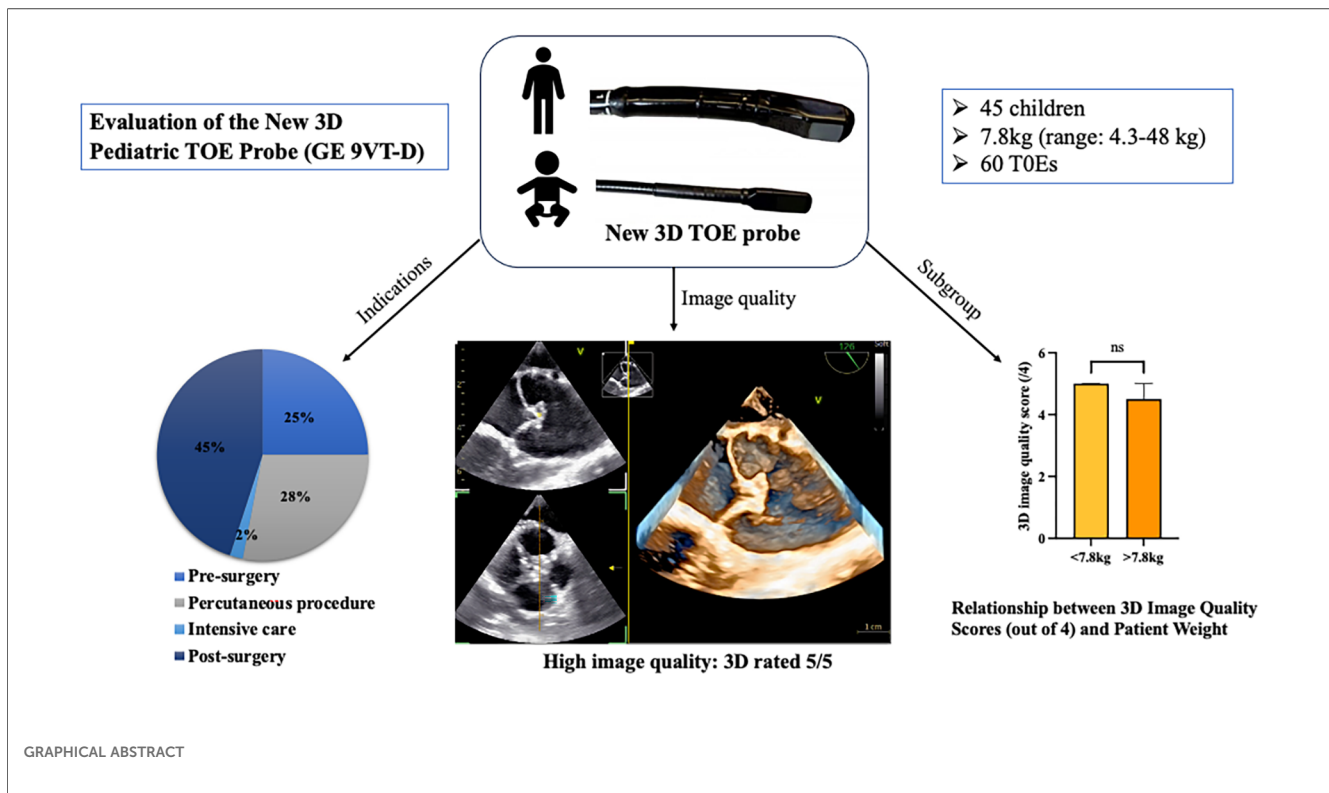 Evaluation of the New 3D
Pediatric TOE Probe (GE 9VT-D)
New 3D TOE probe
➢ 45 children
➢ 7.8kg (range: 4.3-48 kg)
➢ 60 T0Es
Indications
Image quality
Subgroup
25%
45%
28%
2%
Pre-surgery
Percutaneous procedure
Intensive care
Post-surgery
V
126
Soft
V
1 cm
High image quality: 3D rated 5/5
3D image quality score (/4)
6
4
2
0
ns
<7.8kg >7.8kg
Relationship between 3D Image Quality
Scores (out of 4) and Patient Weight
GRAPHICAL ABSTRACT